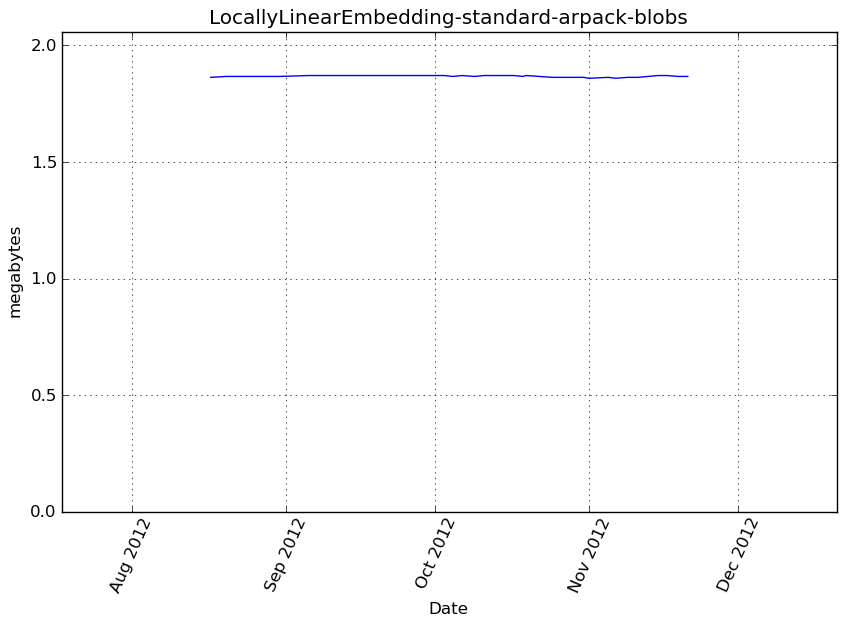 LocallyLinearEmbedding-standard-arpack-blobs
2.0
1.5
1.0
0.5
0.0
megabytes
Aug 2012
Sep 2012
Oct 2012
Nov 2012
Dec 2012
Date